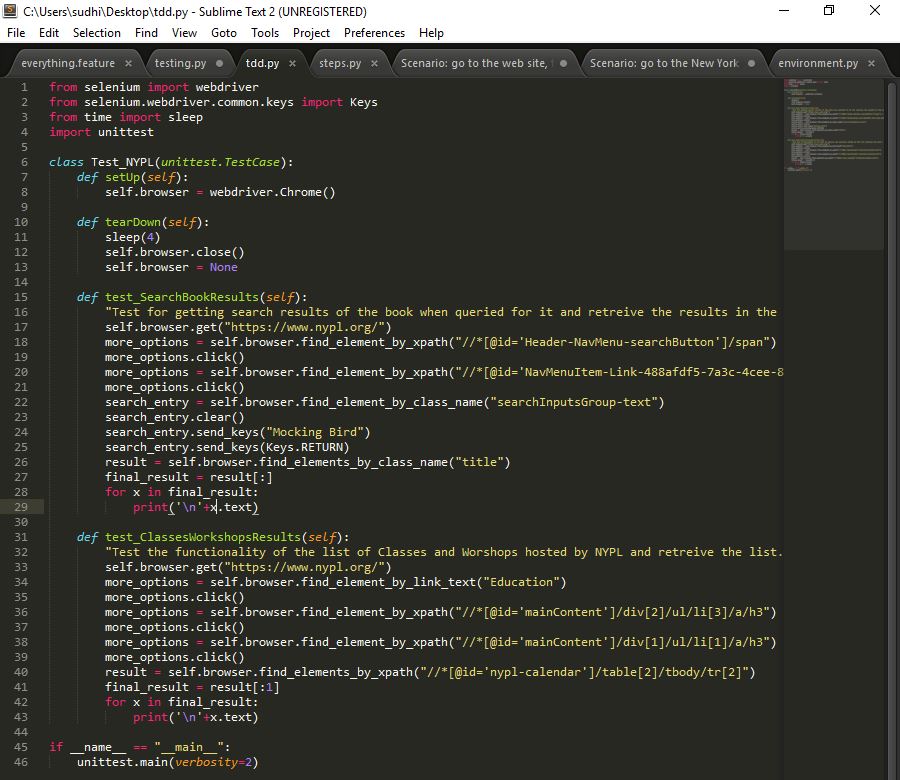 C:\Users\sudhi\Desktop\tdd.py - Sublime Text 2 (UNREGISTERED)
File Edit Selection Find View Goto Tools Project Preferences Help
everything.feature × testing.py tdd.py × steps.py × Scenario: go to the web site, Scenario: go to the New York environment.py ×
1 from selenium import webdriver
2 from selenium.webdriver.common.keys import Keys
3 from time import sleep
4 import unittest
5
6 class Test_NYPL(unittest.TestCase):
7 def setUp(self):
8 self.browser = webdriver.Chrome()
9
10 def tearDown(self):
11 sleep(4)
12 self.browser.close()
13 self.browser = None
14
15 def test_SearchBookResults(self):
16 "Test for getting search results of the book when queried for it and retreive the results in the
17 self.browser.get("https://www.nypl.org/")
18 more_options = self.browser.find_element_by_xpath("//*[@id='Header-NavMenu-searchButton']/span")
19 more_options.click()
20 more_options = self.browser.find_element_by_xpath("//*[@id='NavMenuItem-Link-488afdf5-7a3c-4cee-8
21 more_options.click()
22 search_entry = self.browser.find_element_by_class_name("searchInputsGroup-text")
23 search_entry.clear()
24 search_entry.send_keys("Mocking Bird")
25 search_entry.send_keys(Keys.RETURN)
26 result = self.browser.find_elements_by_class_name("title")
27 final_result = result[:]
28 for x in final_result:
29 print('\n'+x.text)
30
31 def test_ClassesWorkshopsResults(self):
32 "Test the functionality of the list of Classes and Worshops hosted by NYPL and retreive the list.
33 self.browser.get("https://www.nypl.org/")
34 more_options = self.browser.find_element_by_link_text("Education")
35 more_options.click()
36 more_options = self.browser.find_element_by_xpath("//*[@id='mainContent']/div[2]/ul/li[3]/a/h3")
37 more_options.click()
38 more_options = self.browser.find_element_by_xpath("//*[@id='mainContent']/div[1]/ul/li[1]/a/h3")
39 more_options.click()
40 result = self.browser.find_elements_by_xpath("//*[@id='nypl-calendar']/table[2]/tbody/tr[2]")
41 final_result = result[:1]
42 for x in final_result:
43 print('\n'+x.text)
44
45 if __name__ == "__main__":
46 unittest.main(verbosity=2)